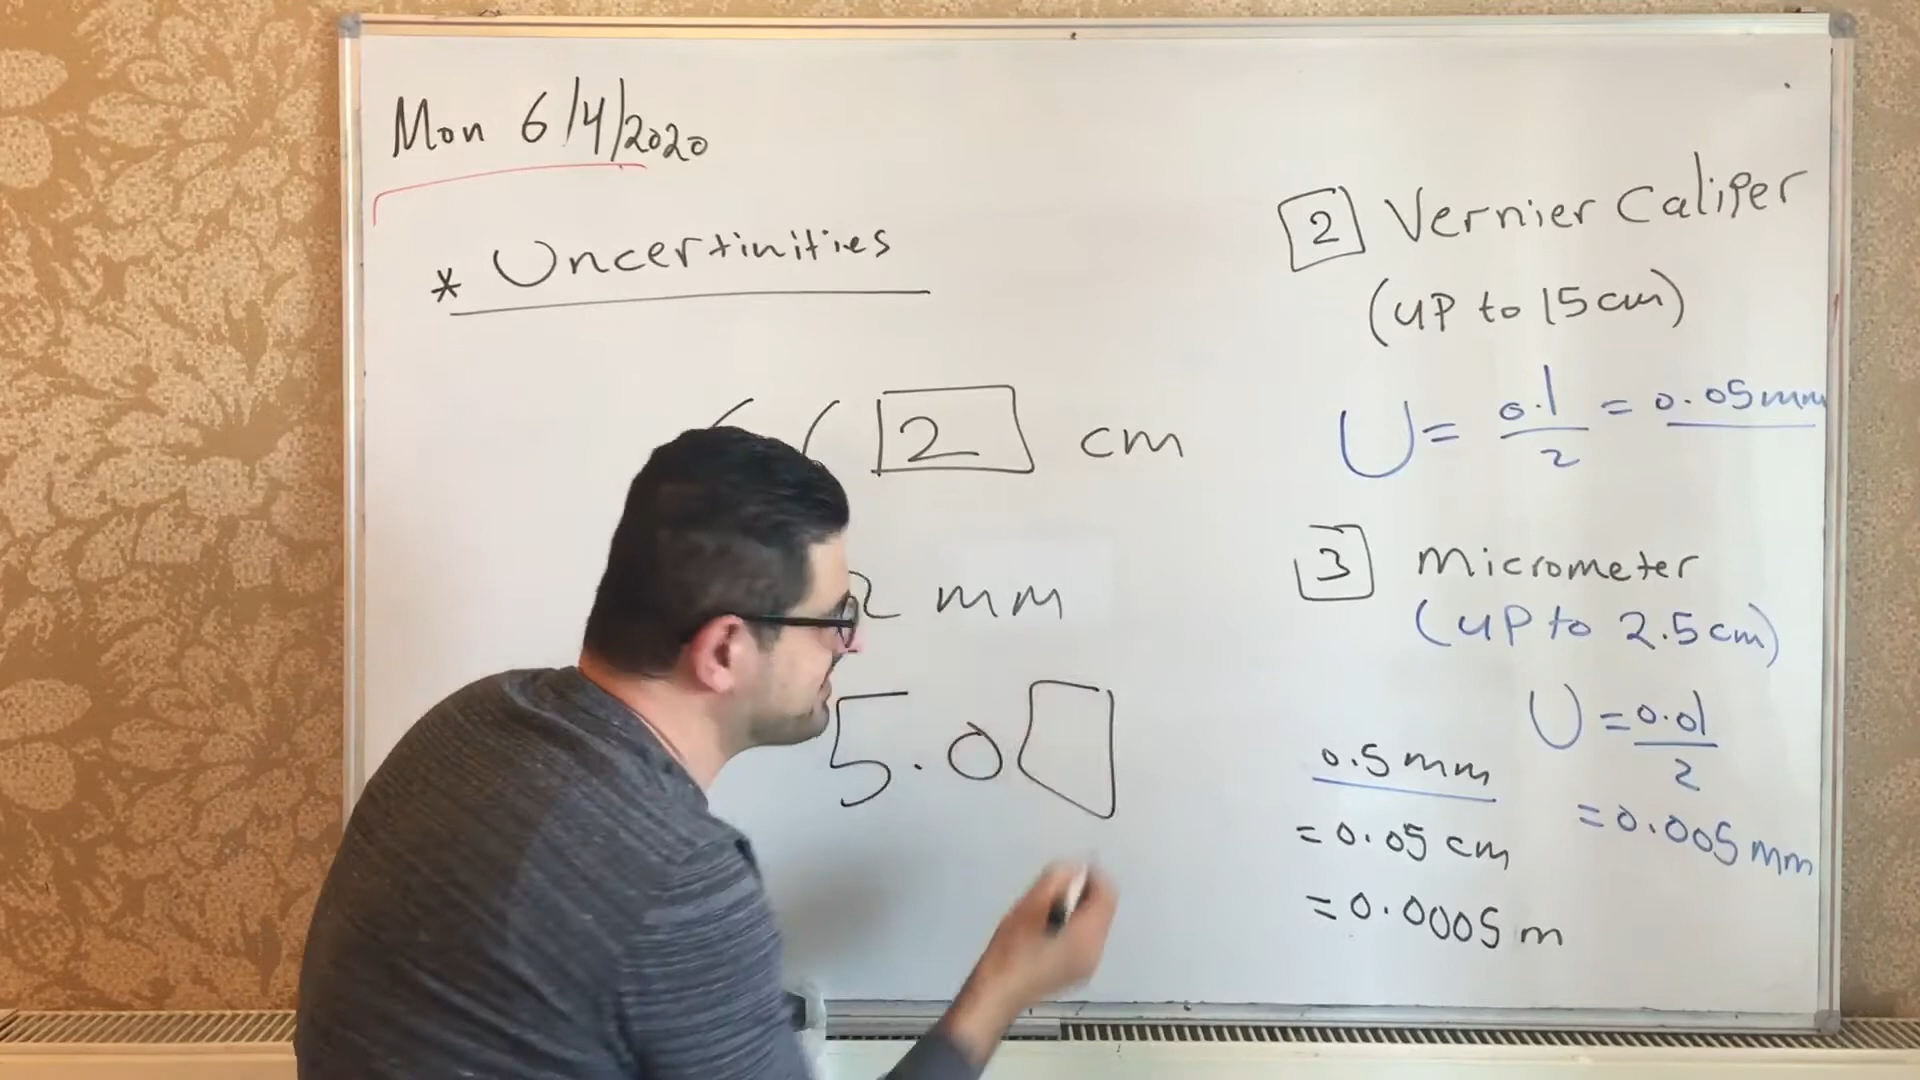 Mon 6/4/2020
* Uncertinities
2 cm
2 mm
5.0
2 Vernier Caliper
(up to 15 cm)
U = 0.1/2 = 0.05 mm
3 Micrometer
(up to 2.5 cm)
U = 0.01/2
= 0.005 mm
0.5 mm
= 0.05 cm
= 0.0005 m